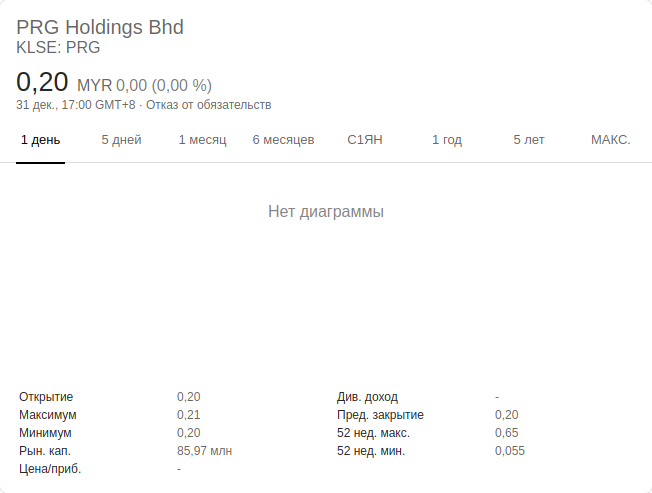 PRG Holdings Bhd
KLSE: PRG
0,20 MYR 0,00 (0,00 %)
31 дек., 17:00 GMT+8 · Отказ от обязательств
1 день 5 дней 1 месяц 6 месяцев С1ЯН 1 год 5 лет МАКС.
Нет диаграммы
Открытие 0,20 Див. доход -
Максимум 0,21 Пред. закрытие 0,20
Минимум 0,20 52 нед. макс. 0,65
Рын. кап. 85,97 млн 52 нед. мин. 0,055
Цена/приб. -